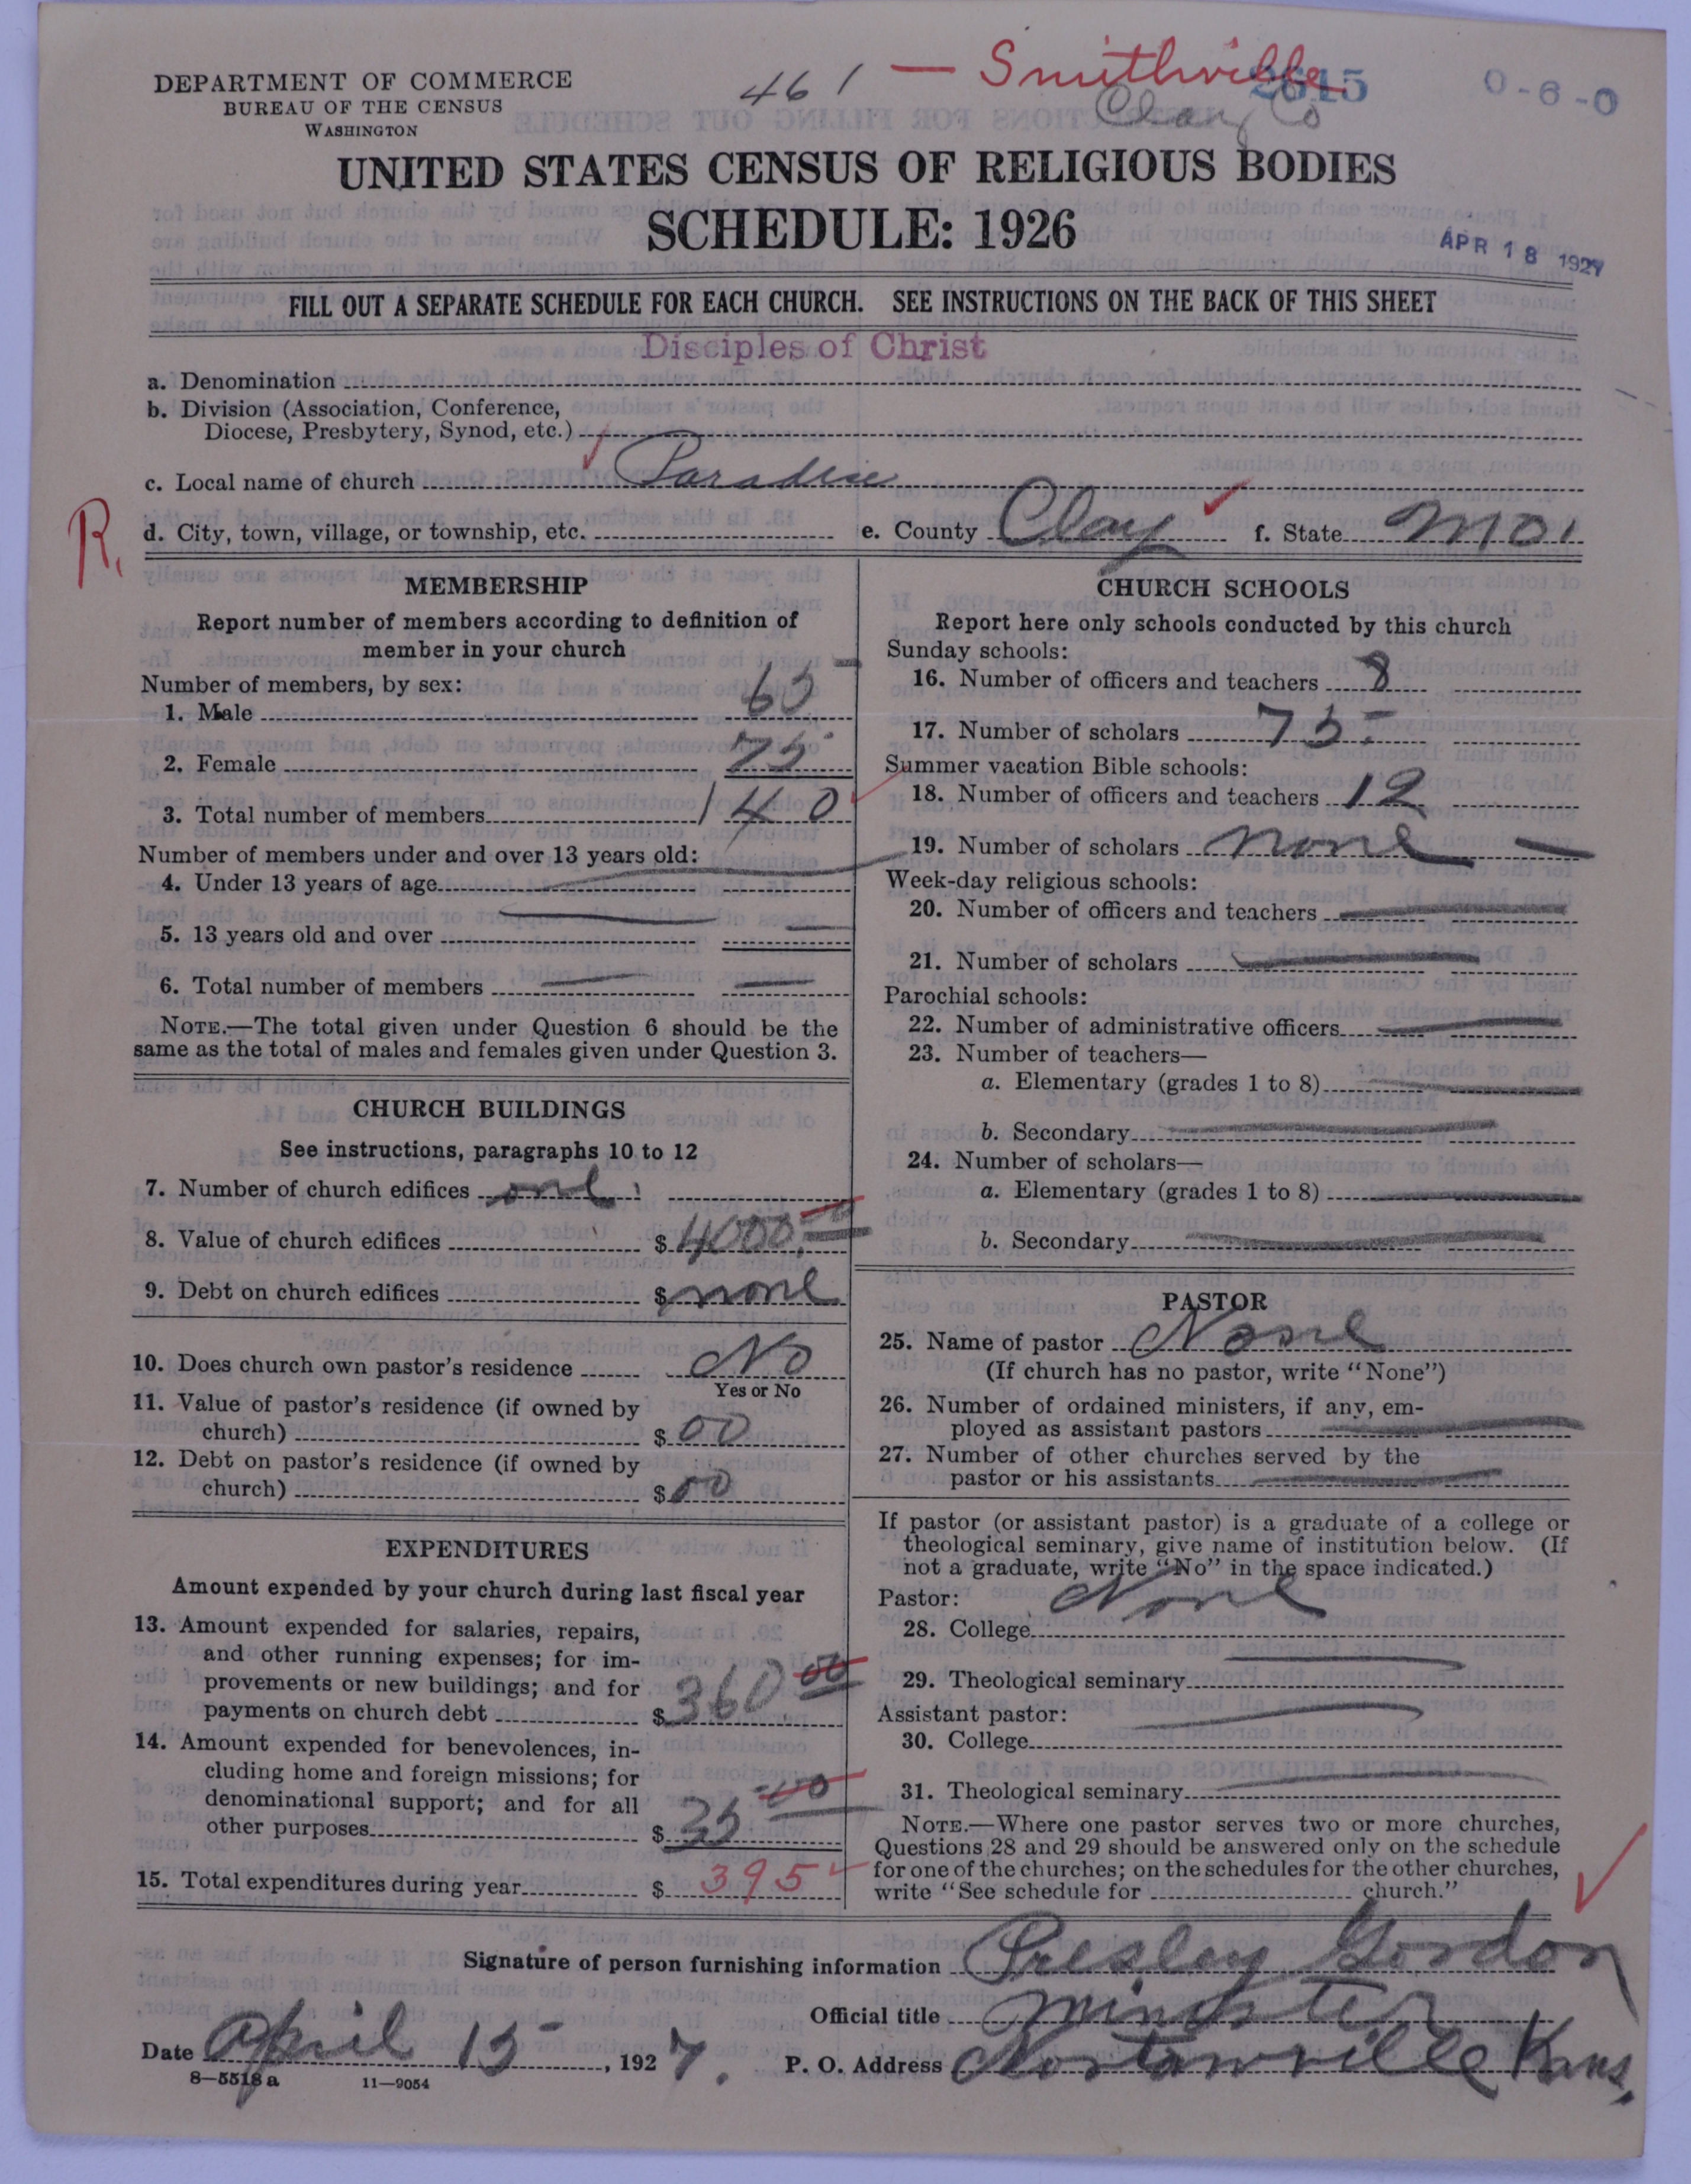 461 — Smithville 2615 0-6-0
Clay Co
DEPARTMENT OF COMMERCE
BUREAU OF THE CENSUS
WASHINGTON
UNITED STATES CENSUS OF RELIGIOUS BODIES
SCHEDULE: 1926
APR 18 1927
FILL OUT A SEPARATE SCHEDULE FOR EACH CHURCH. SEE INSTRUCTIONS ON THE BACK OF THIS SHEET
Disciples of Christ
a. Denomination
b. Division (Association, Conference,
Diocese, Presbytery, Synod, etc.)
c. Local name of church Paradise
R. d. City, town, village, or township, etc. e. County Clay f. State Mo.
MEMBERSHIP
Report number of members according to definition of
member in your church
Number of members, by sex:
1. Male 65
2. Female 75
3. Total number of members 140
Number of members under and over 13 years old:
4. Under 13 years of age
5. 13 years old and over
6. Total number of members
NOTE.—The total given under Question 6 should be the
same as the total of males and females given under Question 3.
CHURCH BUILDINGS
See instructions, paragraphs 10 to 12
7. Number of church edifices one
8. Value of church edifices $ 4000.00
9. Debt on church edifices $ none
10. Does church own pastor's residence No
Yes or No
11. Value of pastor's residence (if owned by
church) $ 00
12. Debt on pastor's residence (if owned by
church) $ 00
EXPENDITURES
Amount expended by your church during last fiscal year
13. Amount expended for salaries, repairs,
and other running expenses; for im-
provements or new buildings; and for
payments on church debt $ 360 00
14. Amount expended for benevolences, in-
cluding home and foreign missions; for
denominational support; and for all
other purposes $ 35 00
15. Total expenditures during year $ 395
CHURCH SCHOOLS
Report here only schools conducted by this church
Sunday schools:
16. Number of officers and teachers 8
17. Number of scholars 75
Summer vacation Bible schools:
18. Number of officers and teachers 12
19. Number of scholars none —
Week-day religious schools:
20. Number of officers and teachers
21. Number of scholars
Parochial schools:
22. Number of administrative officers
23. Number of teachers—
a. Elementary (grades 1 to 8)
b. Secondary
24. Number of scholars—
a. Elementary (grades 1 to 8)
b. Secondary
PASTOR
25. Name of pastor None
(If church has no pastor, write "None")
26. Number of ordained ministers, if any, em-
ployed as assistant pastors
27. Number of other churches served by the
pastor or his assistants
If pastor (or assistant pastor) is a graduate of a college or
theological seminary, give name of institution below. (If
not a graduate, write "No" in the space indicated.)
Pastor: None
28. College
29. Theological seminary
Assistant pastor:
30. College
31. Theological seminary
NOTE.—Where one pastor serves two or more churches,
Questions 28 and 29 should be answered only on the schedule
for one of the churches; on the schedules for the other churches,
write "See schedule for church."
Signature of person furnishing information Presley Gordon
Official title minister
Date April 15, 1927. P. O. Address Nortonville Kans.
8—5518 a 11—9054